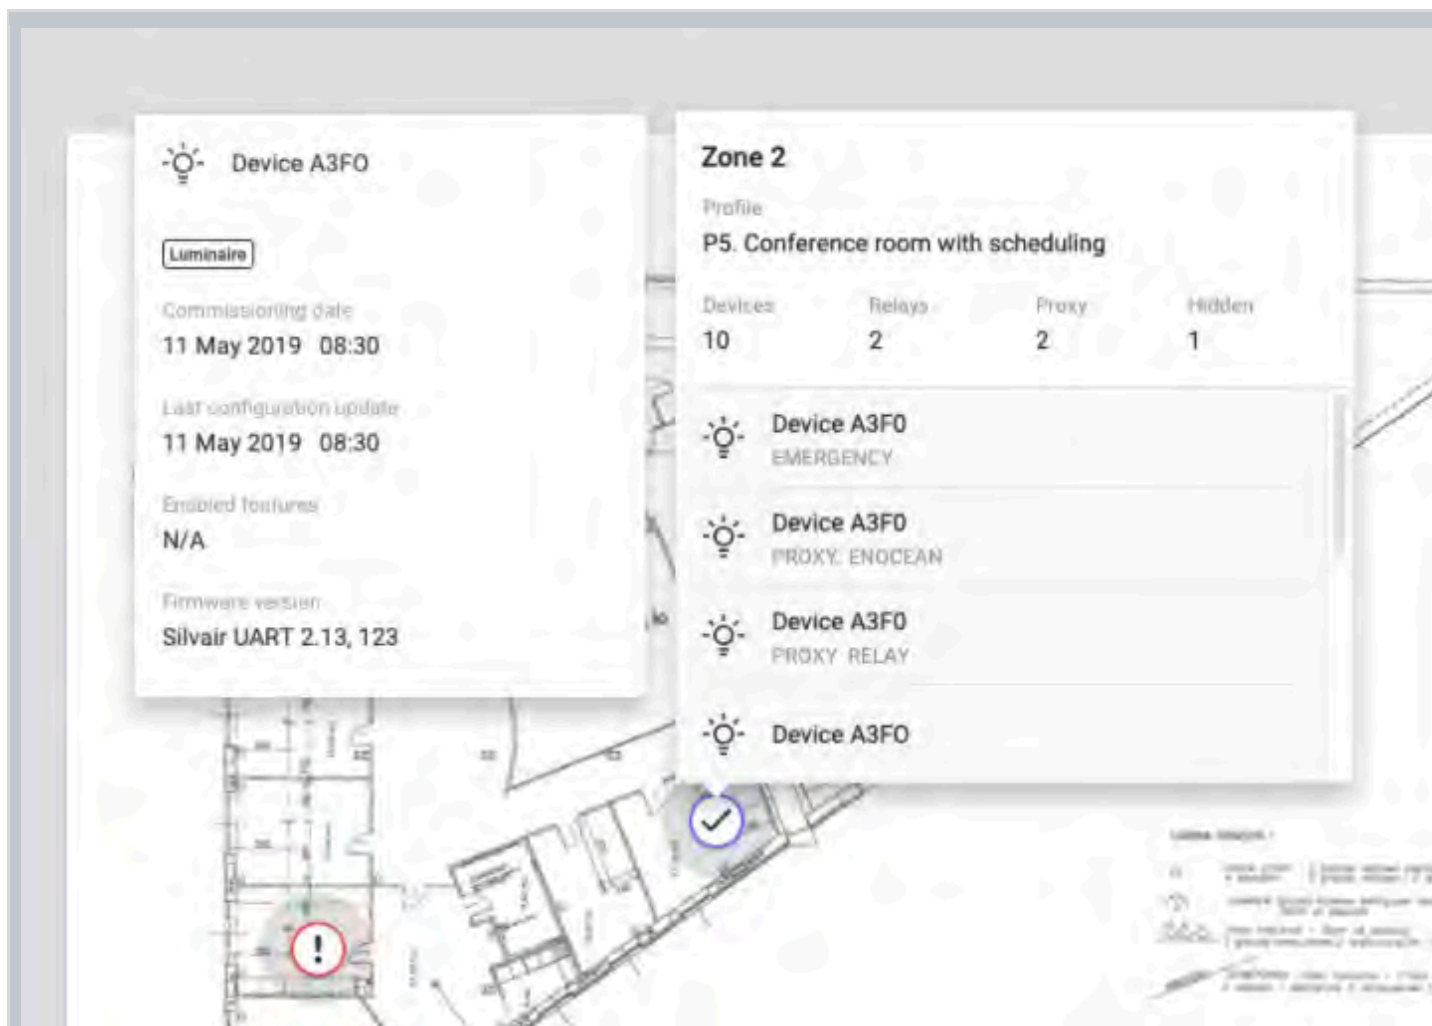 Device A3FO
Luminaire
Commissioning date
11 May 2019 08:30
Last configuration update
11 May 2019 08:30
Enabled features
N/A
Firmware version
Silvair UART 2.13, 123
Zone 2
Profile
P5. Conference room with scheduling
Devices Relays Proxy Hidden
10 2 2 1
Device A3F0
EMERGENCY
Device A3F0
PROXY, ENOCEAN
Device A3F0
PROXY RELAY
Device A3FO